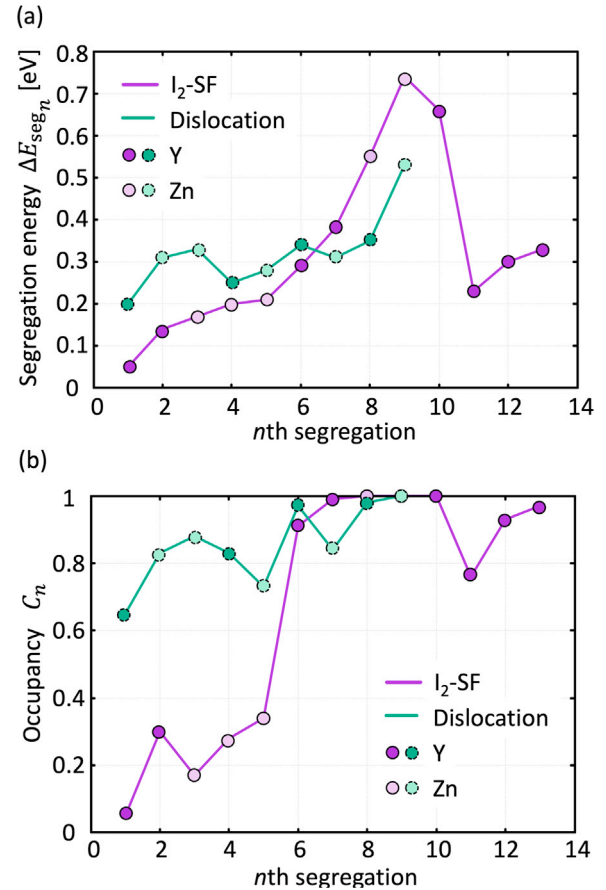 (a)
Segregation energy ΔE_seg_n [eV]
0.8
0.7
0.6
0.5
0.4
0.3
0.2
0.1
0
I₂-SF
Dislocation
Y
Zn
0 2 4 6 8 10 12 14
nth segregation
(b)
Occupancy C_n
1
0.8
0.6
0.4
0.2
0
I₂-SF
Dislocation
Y
Zn
0 2 4 6 8 10 12 14
nth segregation